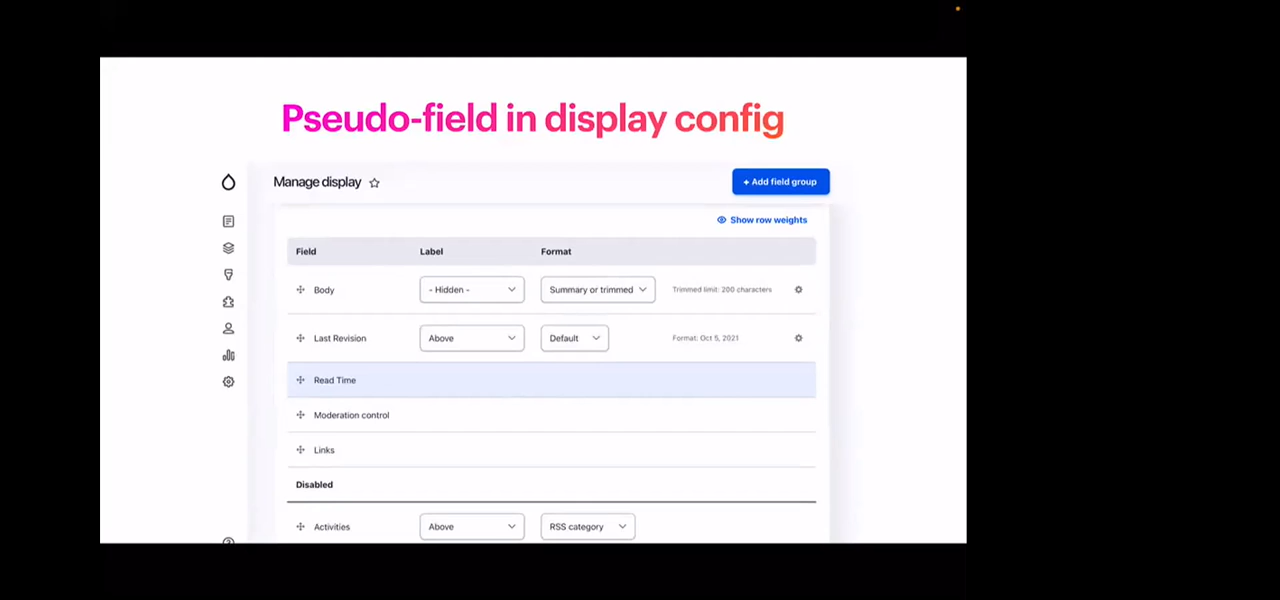 Pseudo-field in display config
Manage display
+ Add field group
Show row weights
Field Label Format
Body - Hidden - Summary or trimmed Trimmed limit: 200 characters
Last Revision Above Default Format: Oct 5, 2021
Read Time
Moderation control
Links
Disabled
Activities Above RSS category